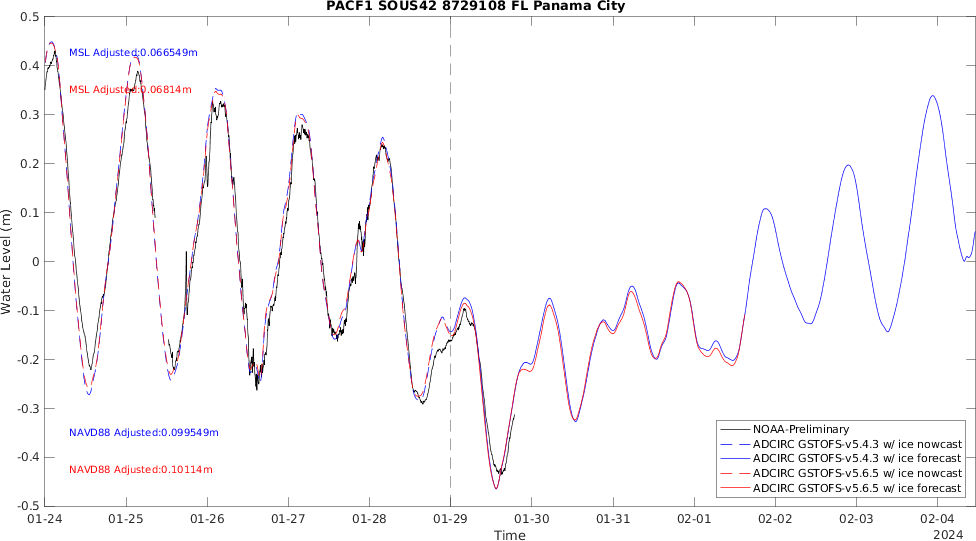 PACF1 SOUS42 8729108 FL Panama City
0.5
0.4
0.3
0.2
0.1
0
-0.1
-0.2
-0.3
-0.4
-0.5
Water Level (m)
MSL Adjusted:0.066549m
MSL Adjusted:0.06814m
NAVD88 Adjusted:0.099549m
NAVD88 Adjusted:0.10114m
NOAA-Preliminary
ADCIRC GSTOFS-v5.4.3 w/ ice nowcast
ADCIRC GSTOFS-v5.4.3 w/ ice forecast
ADCIRC GSTOFS-v5.6.5 w/ ice nowcast
ADCIRC GSTOFS-v5.6.5 w/ ice forecast
01-24 01-25 01-26 01-27 01-28 01-29 01-30 01-31 02-01 02-02 02-03 02-04
Time
2024